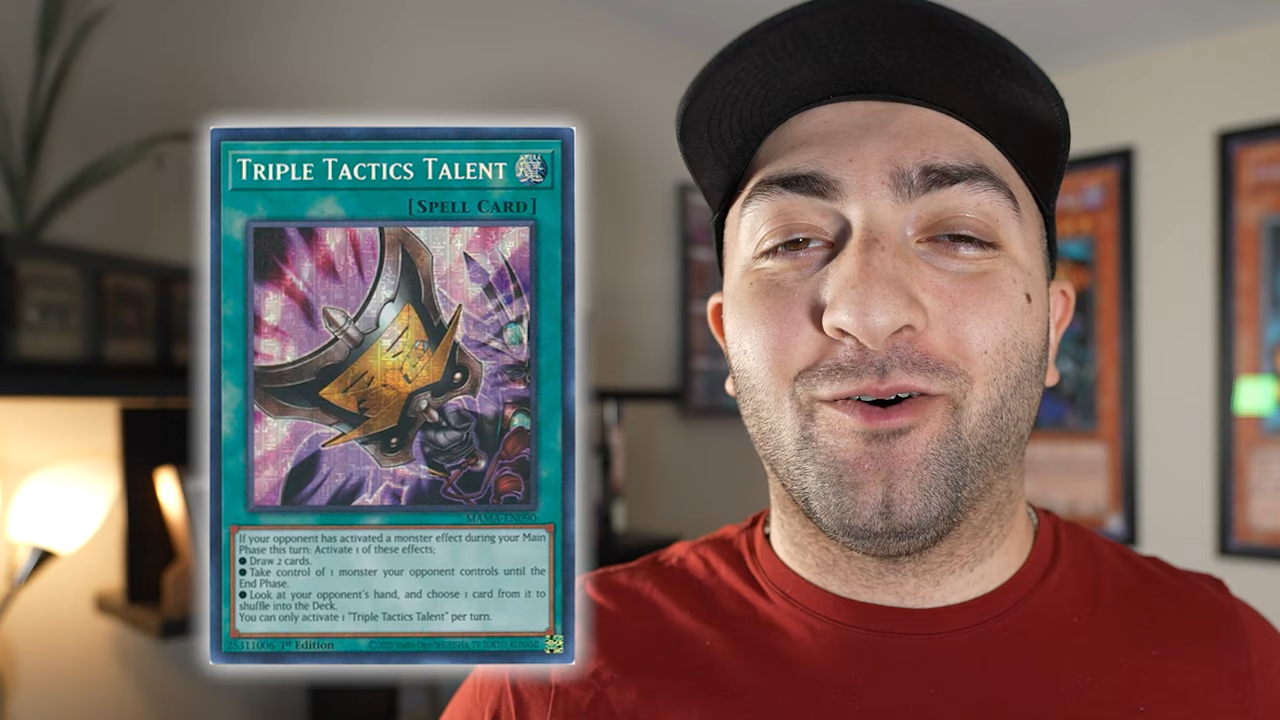 TRIPLE TACTICS TALENT
[SPELL CARD]
MAMA-EN090
If your opponent has activated a monster effect during your Main
Phase this turn: Activate 1 of these effects;
● Draw 2 cards.
● Take control of 1 monster your opponent controls until the
End Phase.
● Look at your opponent's hand, and choose 1 card from it to
shuffle into the Deck.
You can only activate 1 "Triple Tactics Talent" per turn.
25311006 1st Edition